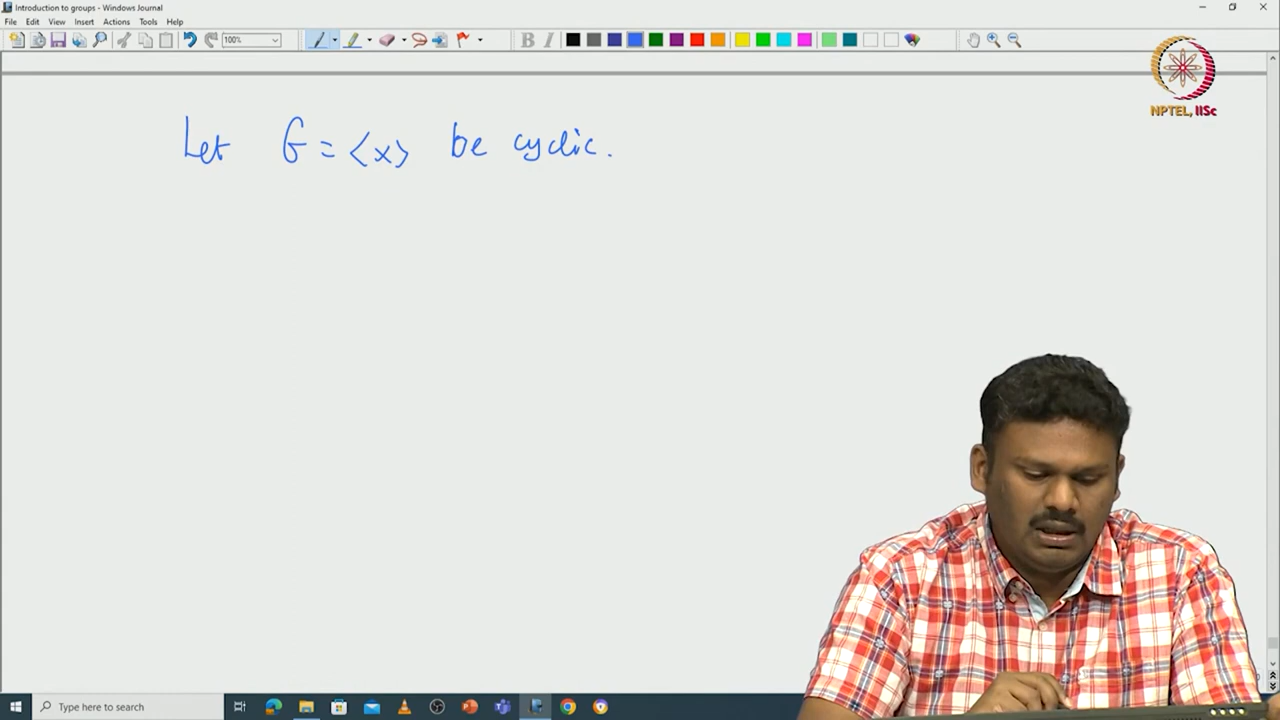 Introduction to groups - Windows Journal
File Edit View Insert Actions Tools Help
100% B I
NPTEL, IISc
Let G = <x> be cyclic.
Type here to search